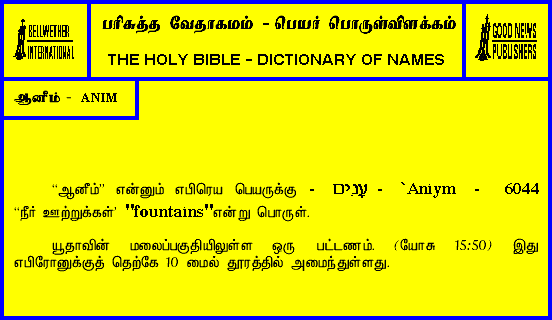 BELLWETHER
INTERNATIONAL
பரிசுத்த வேதாகமம் - பெயர் பொருள்விளக்கம்
THE HOLY BIBLE - DICTIONARY OF NAMES
GOOD NEWS
PUBLISHERS
ஆனீம் - ANIM
“ஆனீம்” என்னும் எபிரெய பெயருக்கு - עָנִים - `Aniym - 6044
“நீர் ஊற்றுக்கள்’ "fountains"என்று பொருள்.
யூதாவின் மலைப்பகுதியிலுள்ள ஒரு பட்டணம். (யோசு 15:50) இது
எபிரோனுக்குத் தெற்கே 10 மைல் தூரத்தில் அமைந்துள்ளது.